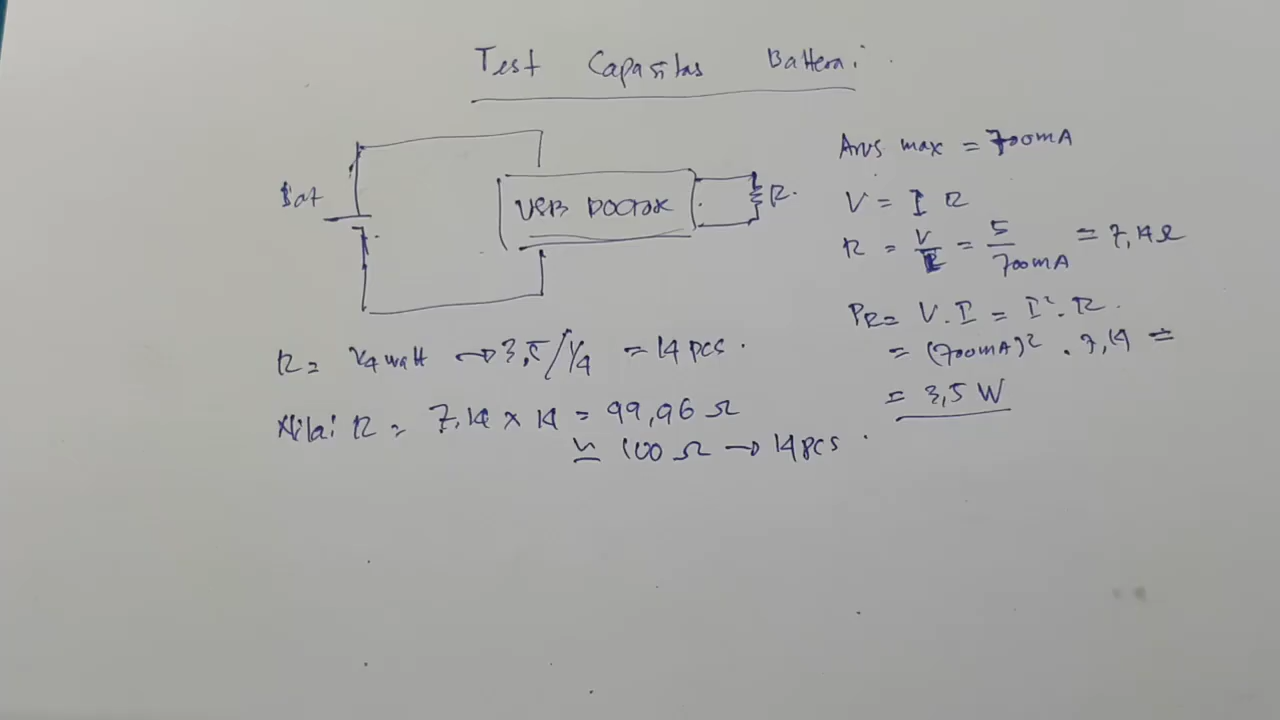 Test Capasitas Batterai
Bat
USB DOCTOR
R.
Arus max = 700mA
V = I R
R = V/I = 5/700mA = 7,14Ω
PR = V.I = I². R.
= (700mA)² . 7,14 =
= 3,5 W
R = 1/4 watt → 3,5/1/4 = 14 pcs.
Nilai R = 7,14 x 14 = 99,96 Ω
≃ 100 Ω → 14 pcs.